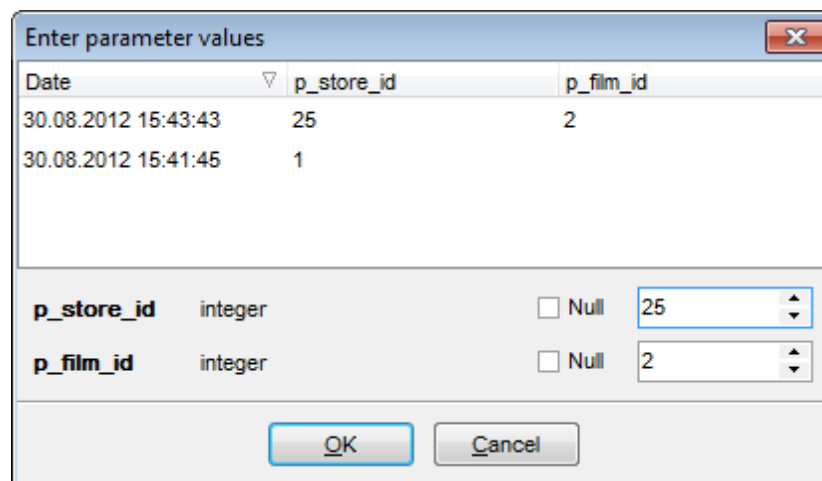 Enter parameter values
Date p_store_id p_film_id
30.08.2012 15:43:43 25 2
30.08.2012 15:41:45 1
p_store_id integer Null 25
p_film_id integer Null 2
OK Cancel